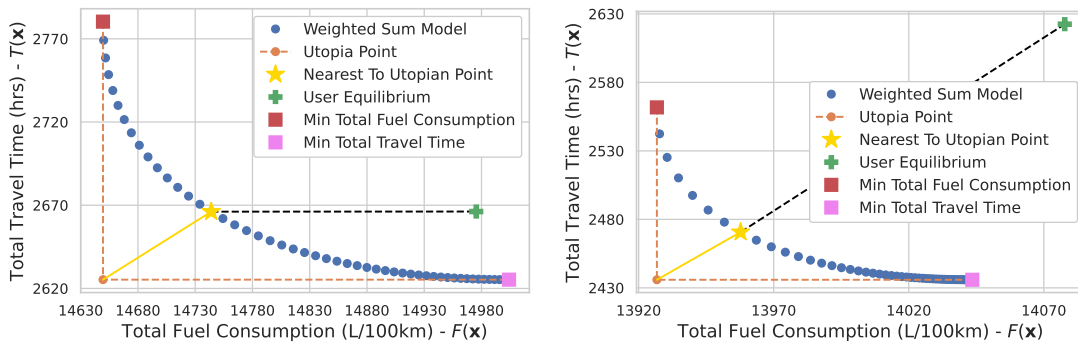 Total Travel Time (hrs) - T(x)
2770
2720
2670
2620
14630 14680 14730 14780 14830 14880 14930 14980
Total Fuel Consumption (L/100km) - F(x)
Weighted Sum Model
Utopia Point
Nearest To Utopian Point
User Equilibrium
Min Total Fuel Consumption
Min Total Travel Time
Total Travel Time (hrs) - T(x)
2630
2580
2530
2480
2430
13920 13970 14020 14070
Total Fuel Consumption (L/100km) - F(x)
Weighted Sum Model
Utopia Point
Nearest To Utopian Point
User Equilibrium
Min Total Fuel Consumption
Min Total Travel Time